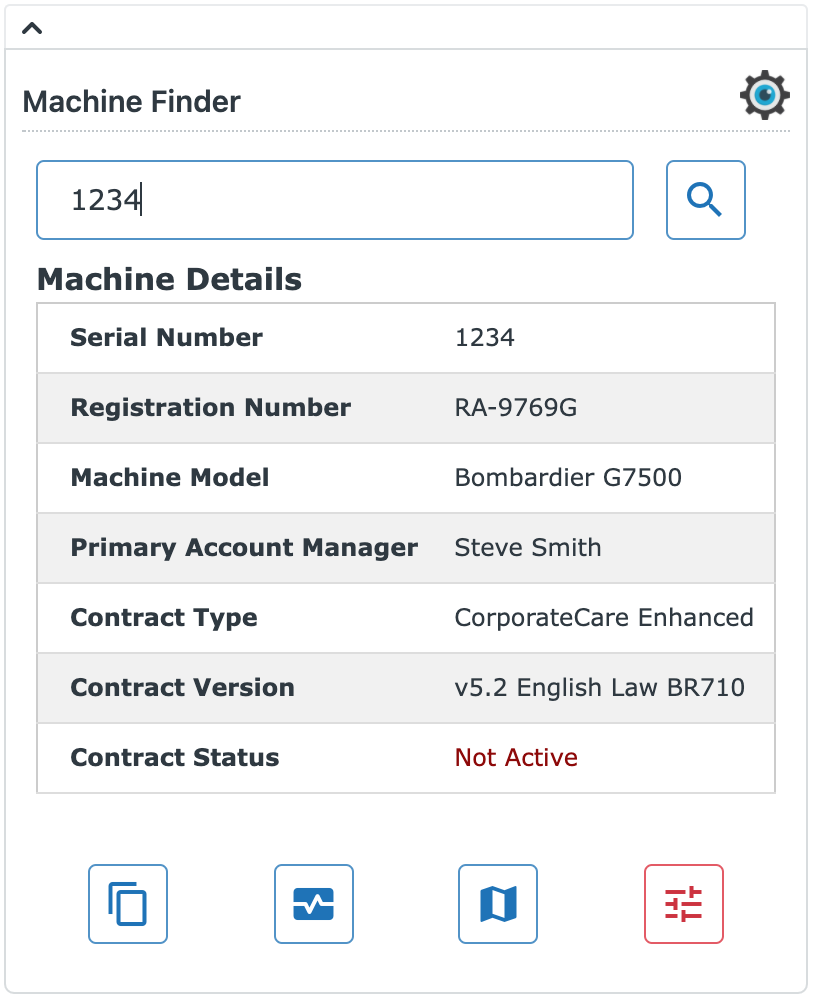 Machine Finder
1234
Machine Details
Serial Number 1234
Registration Number RA-9769G
Machine Model Bombardier G7500
Primary Account Manager Steve Smith
Contract Type CorporateCare Enhanced
Contract Version v5.2 English Law BR710
Contract Status Not Active